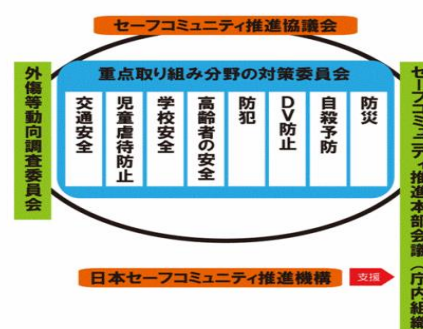 セーフコミュニティ推進協議会
外傷等動向調査委員会
重点取り組み分野の対策委員会
交通安全
児童虐待防止
学校安全
高齢者の安全
防犯
DV防止
自殺予防
防災
セーフコミュニティ推進本部会議(庁内組織
日本セーフコミュニティ推進機構
支援